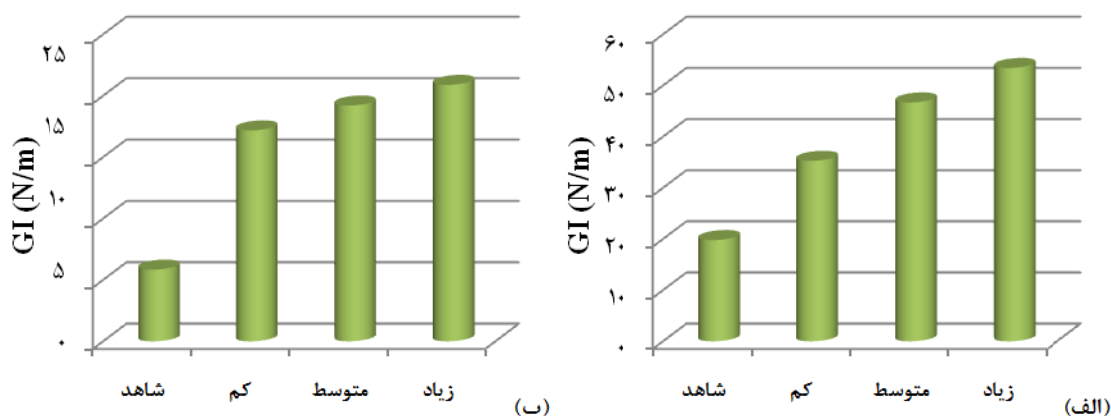 ۶۰
۵۰
۴۰
۳۰
۲۰
۱۰
۰
GI (N/m)
شاهد
کم
متوسط
زیاد
(الف)
۲۵
۱۵
۱۰
۵
۰
GI (N/m)
شاهد
کم
متوسط
زیاد
(ب)